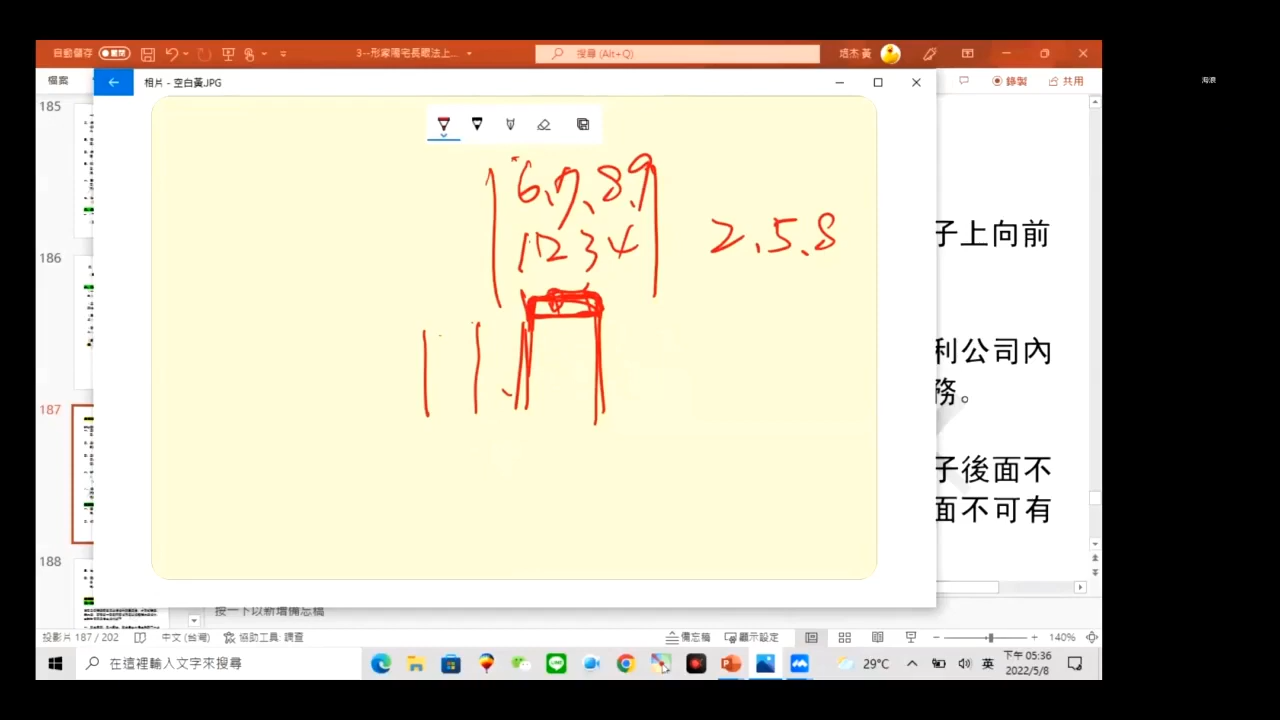 自動儲存
關閉
3--形家陽宅長眼法上...
搜尋 (Alt+Q)
海浪
檔案
相片 - 空白黃.JPG
錄製
共用
185
6、7、8、9
1 2 3 4
2、5、8
子上向前
186
利公司內
務。
187
子後面不
面不可有
188
按一下以新增備忘稿
投影片 187 / 202
中文 (台灣)
協助工具: 調查
備忘稿
顯示設定
140%
在這裡輸入文字來搜尋
29°C
英
下午 05:36
2022/5/8